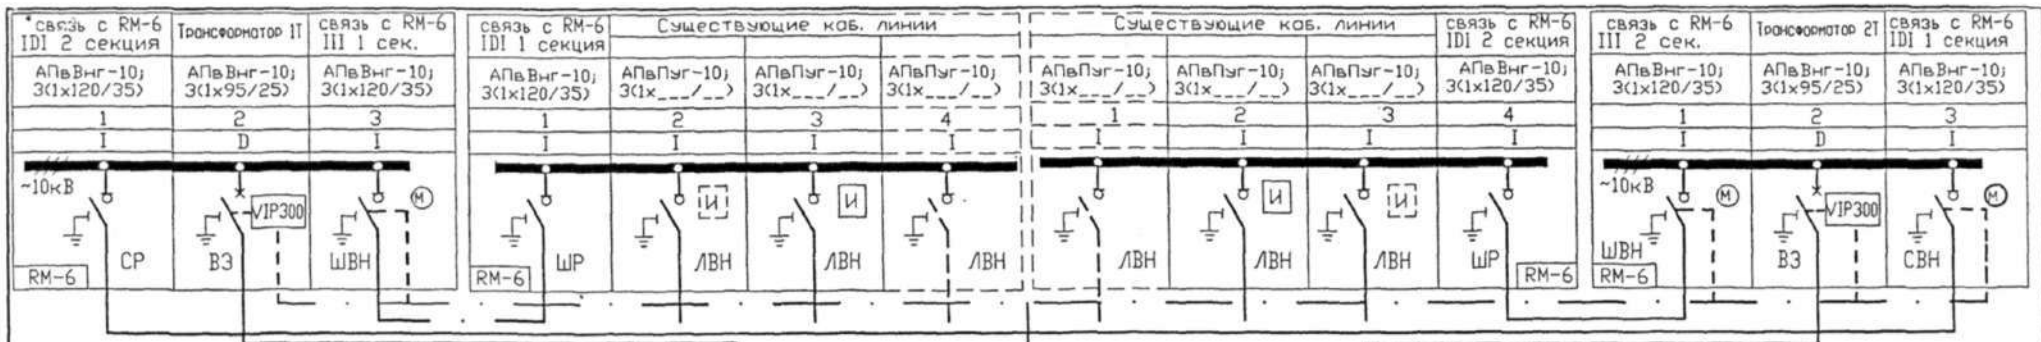 *связь с RM-6
IDI 2 секция
Трансформатор 1Т
связь с RM-6
III 1 сек.
АПвВнг-10;
3(1х120/35)
АПвВнг-10;
3(1х95/25)
АПвВнг-10;
3(1х120/35)
1
2
3
I
D
I
~10кВ
VIP300
М
СР
ВЭ
ШВН
RM-6
связь с RM-6
IDI 1 секция
Существующие каб. линии
АПвВнг-10;
3(1х120/35)
АПвПуг-10;
3(1х___/__)
АПвПуг-10;
3(1х___/__)
АПвПуг-10;
3(1х___/__)
1
2
3
4
I
I
I
I
И
И
ШР
ЛВН
ЛВН
ЛВН
RM-6
Существующие каб. линии
связь с RM-6
IDI 2 секция
АПвПуг-10;
3(1х___/__)
АПвПуг-10;
3(1х___/__)
АПвПуг-10;
3(1х___/__)
АПвВнг-10;
3(1х120/35)
1
2
3
4
I
I
I
I
И
И
ЛВН
ЛВН
ЛВН
ШР
RM-6
связь с RM-6
III 2 сек.
Трансформатор 2Т
связь с RM-6
IDI 1 секция
АПвВнг-10;
3(1х120/35)
АПвВнг-10;
3(1х95/25)
АПвВнг-10;
3(1х120/35)
1
2
3
I
D
I
~10кВ
М
VIP300
М
ШВН
ВЭ
СВН
RM-6